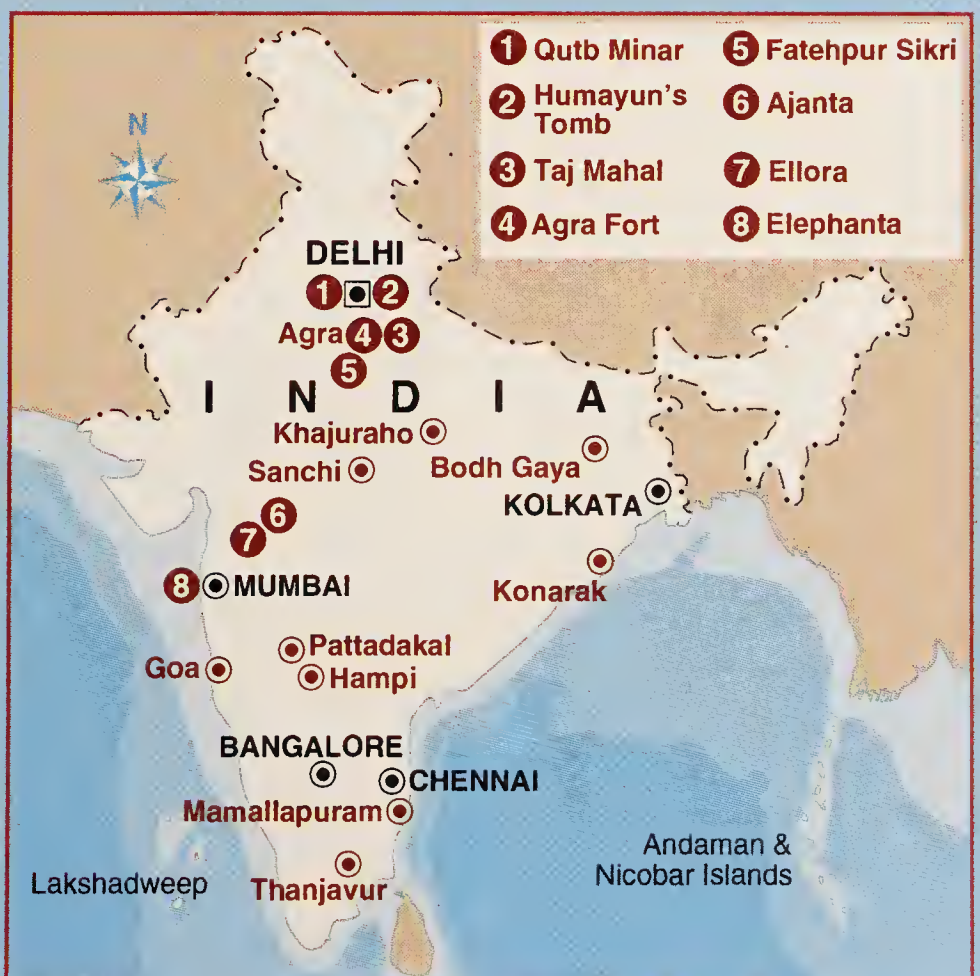 1 Qutb Minar
2 Humayun's
Tomb
3 Taj Mahal
4 Agra Fort
5 Fatehpur Sikri
6 Ajanta
7 Ellora
8 Elephanta
N
DELHI
1 2
Agra 4 3
5
INDIA
Khajuraho
Sanchi
Bodh Gaya
KOLKATA
6
7
8 MUMBAI
Konarak
Pattadakal
Goa
Hampi
BANGALORE
CHENNAI
Mamallapuram
Andaman &
Nicobar Islands
Lakshadweep
Thanjavur